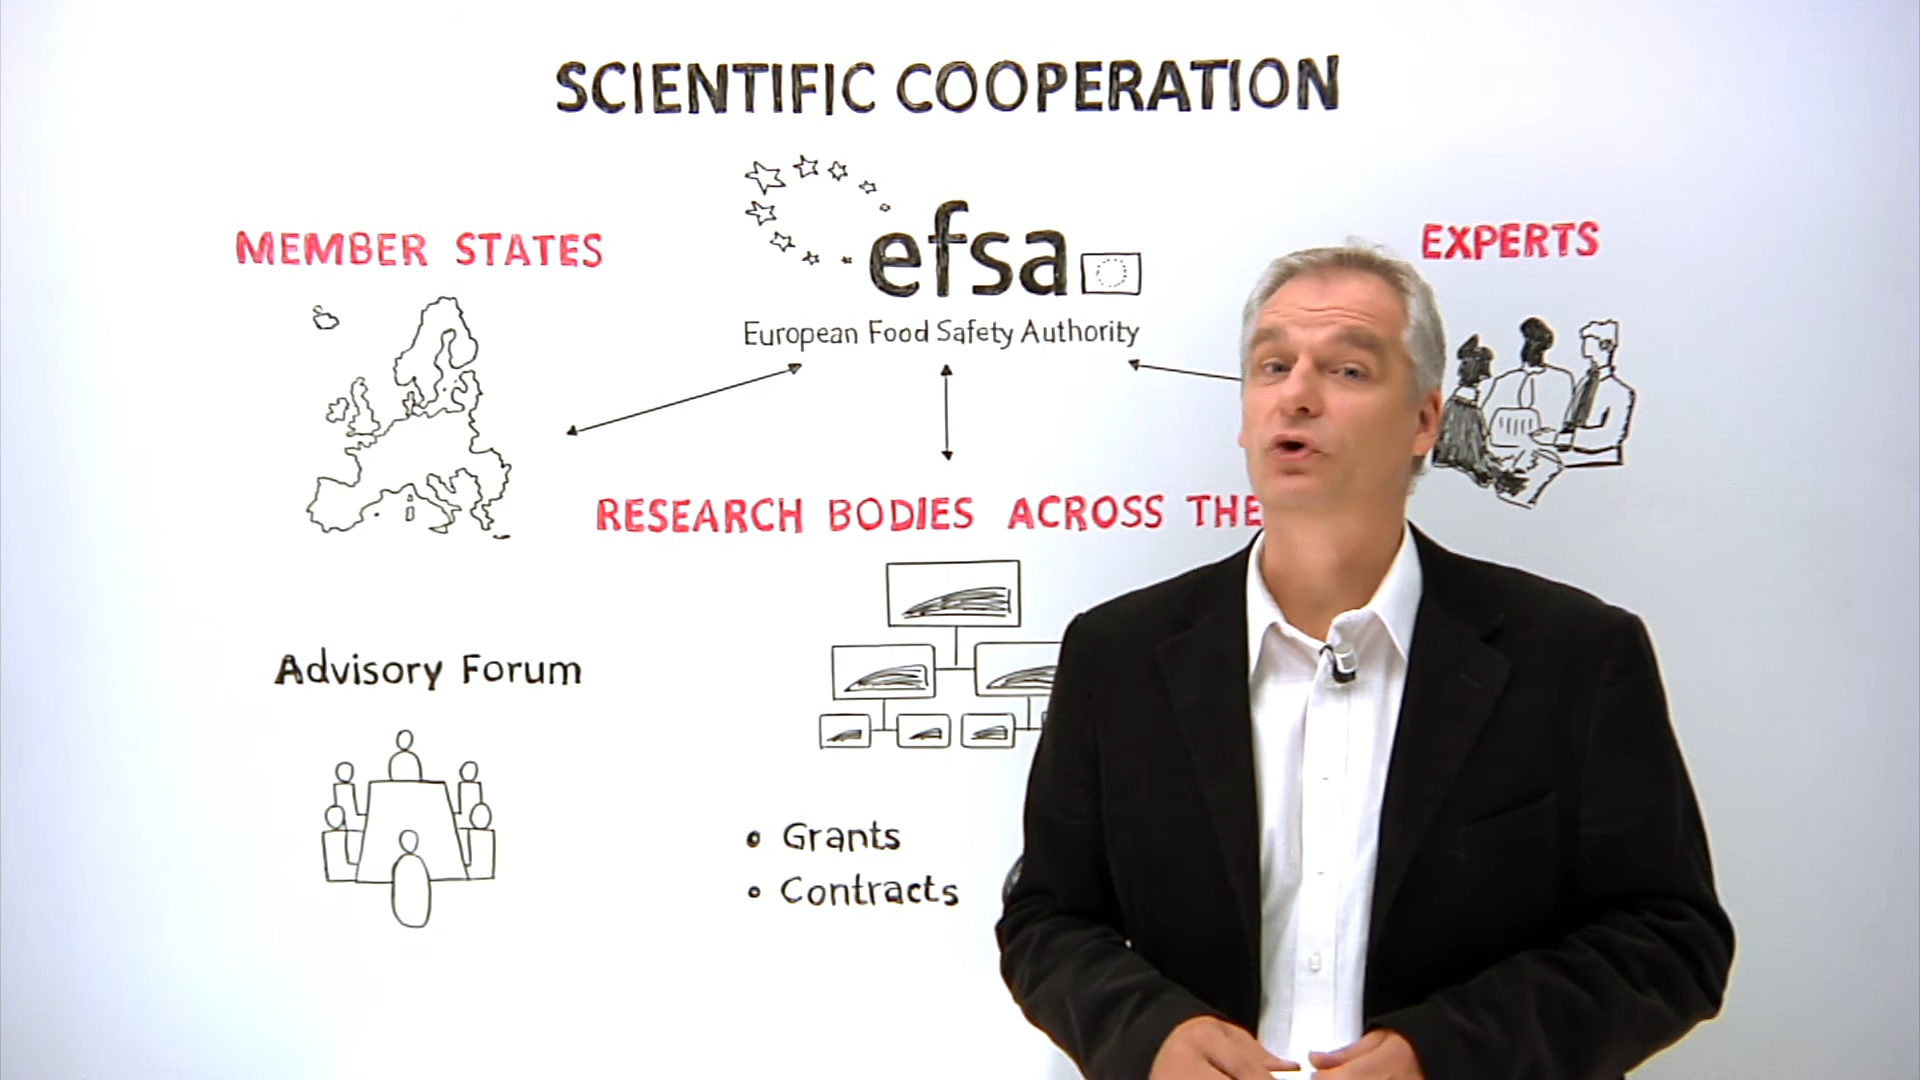 SCIENTIFIC COOPERATION
efsa
European Food Safety Authority
MEMBER STATES
EXPERTS
RESEARCH BODIES ACROSS THE
Advisory Forum
• Grants
• Contracts